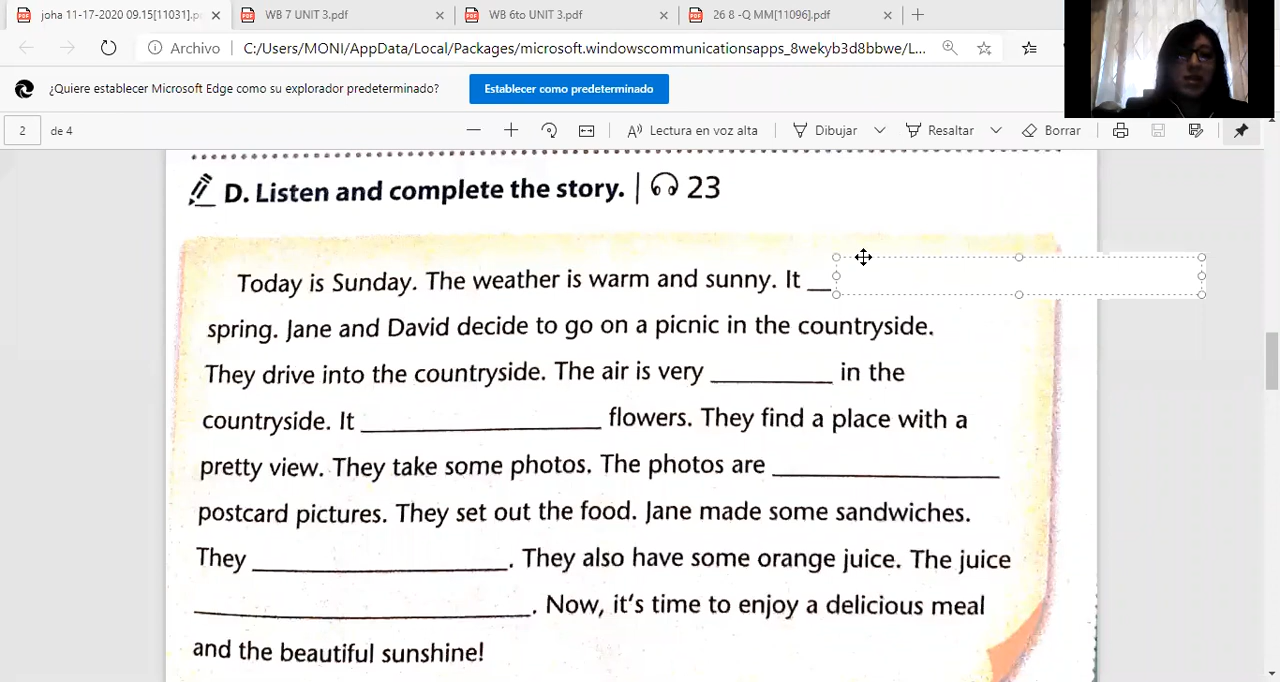 joha 11-17-2020 09.15[11031].p
WB 7 UNIT 3.pdf
WB 6to UNIT 3.pdf
26 8 -Q MM[11096].pdf
Archivo
C:/Users/MONI/AppData/Local/Packages/microsoft.windowscommunicationsapps_8wekyb3d8bbwe/L...
¿Quiere establecer Microsoft Edge como su explorador predeterminado?
Establecer como predeterminado
2 de 4
Lectura en voz alta
Dibujar
Resaltar
Borrar
D. Listen and complete the story. | 23
Today is Sunday. The weather is warm and sunny. It __
spring. Jane and David decide to go on a picnic in the countryside.
They drive into the countryside. The air is very __________ in the
countryside. It ____________________ flowers. They find a place with a
pretty view. They take some photos. The photos are ___________________
postcard pictures. They set out the food. Jane made some sandwiches.
They _____________________. They also have some orange juice. The juice
____________________________. Now, it's time to enjoy a delicious meal
and the beautiful sunshine!